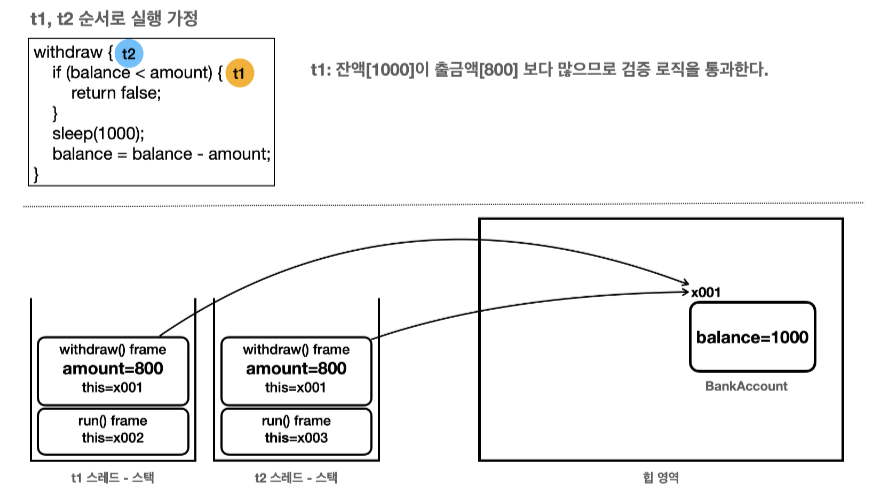 t1, t2 순서로 실행 가정
withdraw { t2
if (balance < amount) { t1
return false;
}
sleep(1000);
balance = balance - amount;
}
t1: 잔액[1000]이 출금액[800] 보다 많으므로 검증 로직을 통과한다.
x001
balance=1000
BankAccount
withdraw() frame
amount=800
this=x001
run() frame
this=x002
t1 스레드 - 스택
withdraw() frame
amount=800
this=x001
run() frame
this=x003
t2 스레드 - 스택
힙 영역